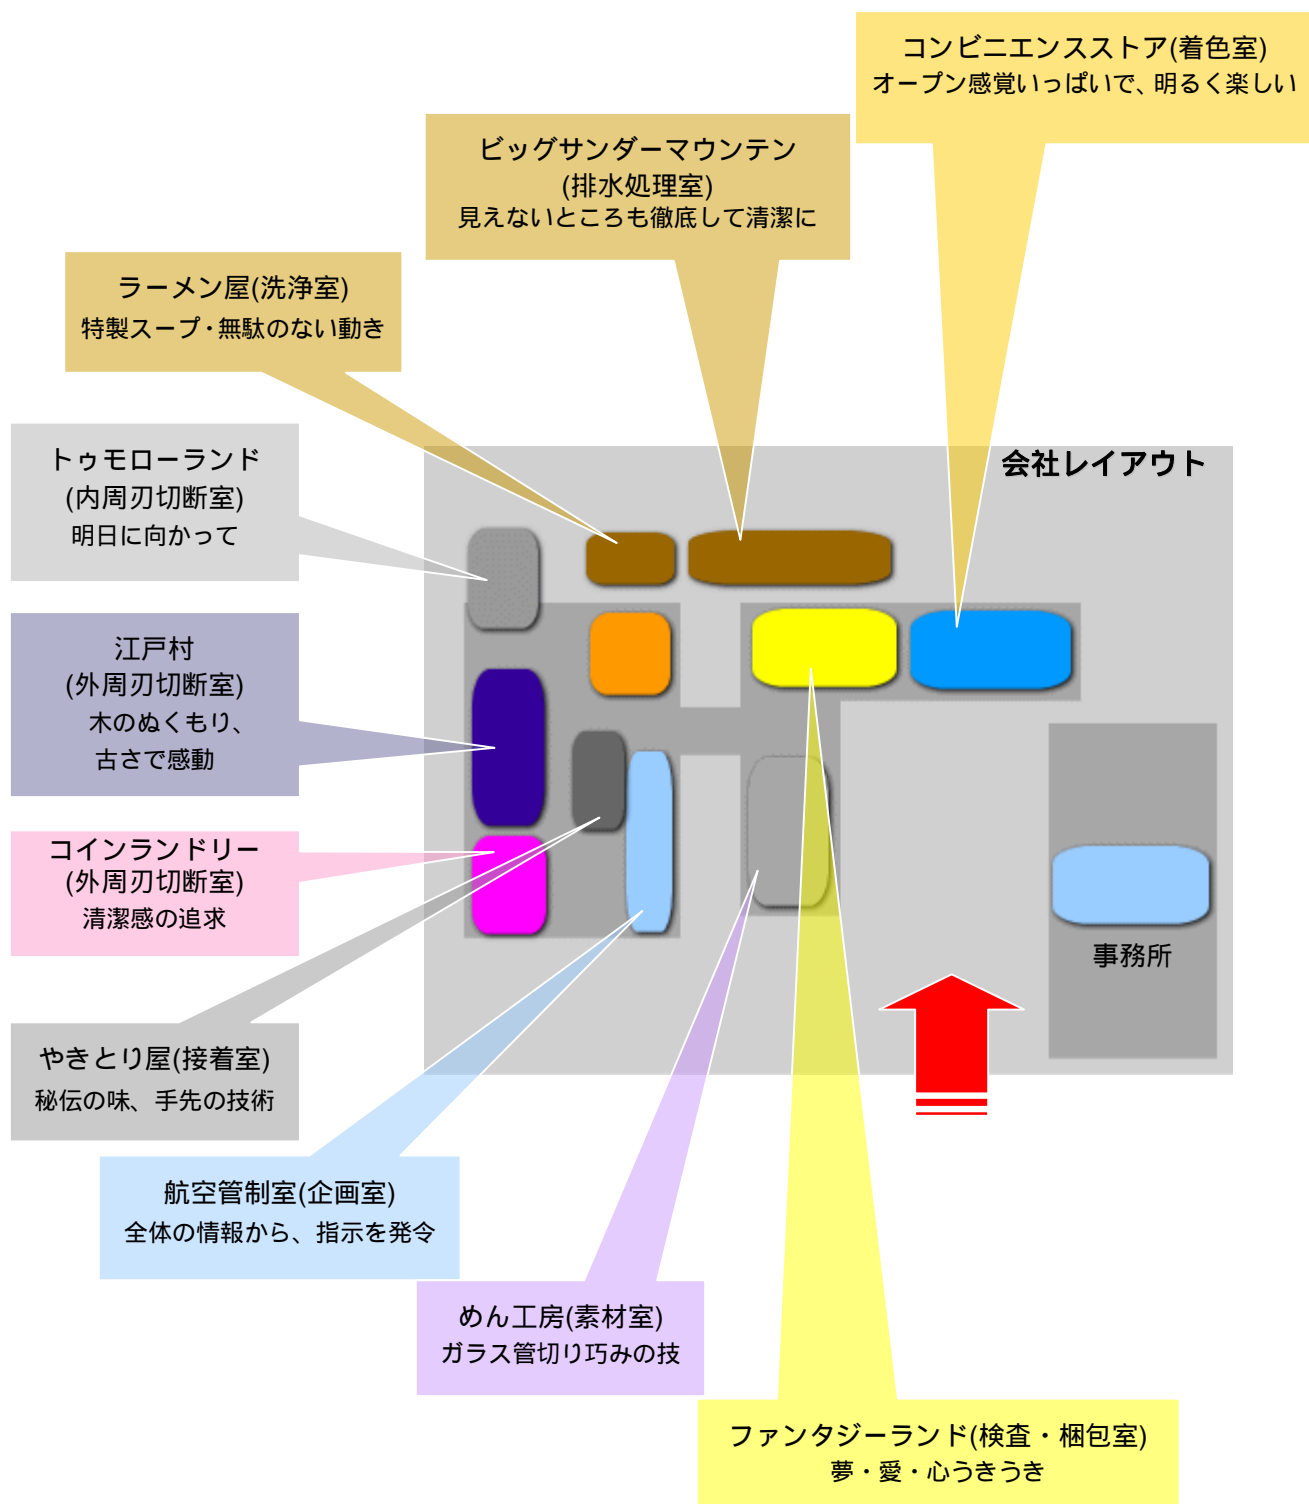 コンビニエンスストア(着色室)
オープン感覚いっぱいで、明るく楽しい
ビッグサンダーマウンテン
(排水処理室)
見えないところも徹底して清潔に
ラーメン屋(洗浄室)
特製スープ・無駄のない動き
会社レイアウト
トゥモローランド
(内周刃切断室)
明日に向かって
江戸村
(外周刃切断室)
木のぬくもり、
古さで感動
コインランドリー
(外周刃切断室)
清潔感の追求
事務所
やきとり屋(接着室)
秘伝の味、手先の技術
航空管制室(企画室)
全体の情報から、指示を発令
めん工房(素材室)
ガラス管切り巧みの技
ファンタジーランド(検査・梱包室)
夢・愛・心うきうき